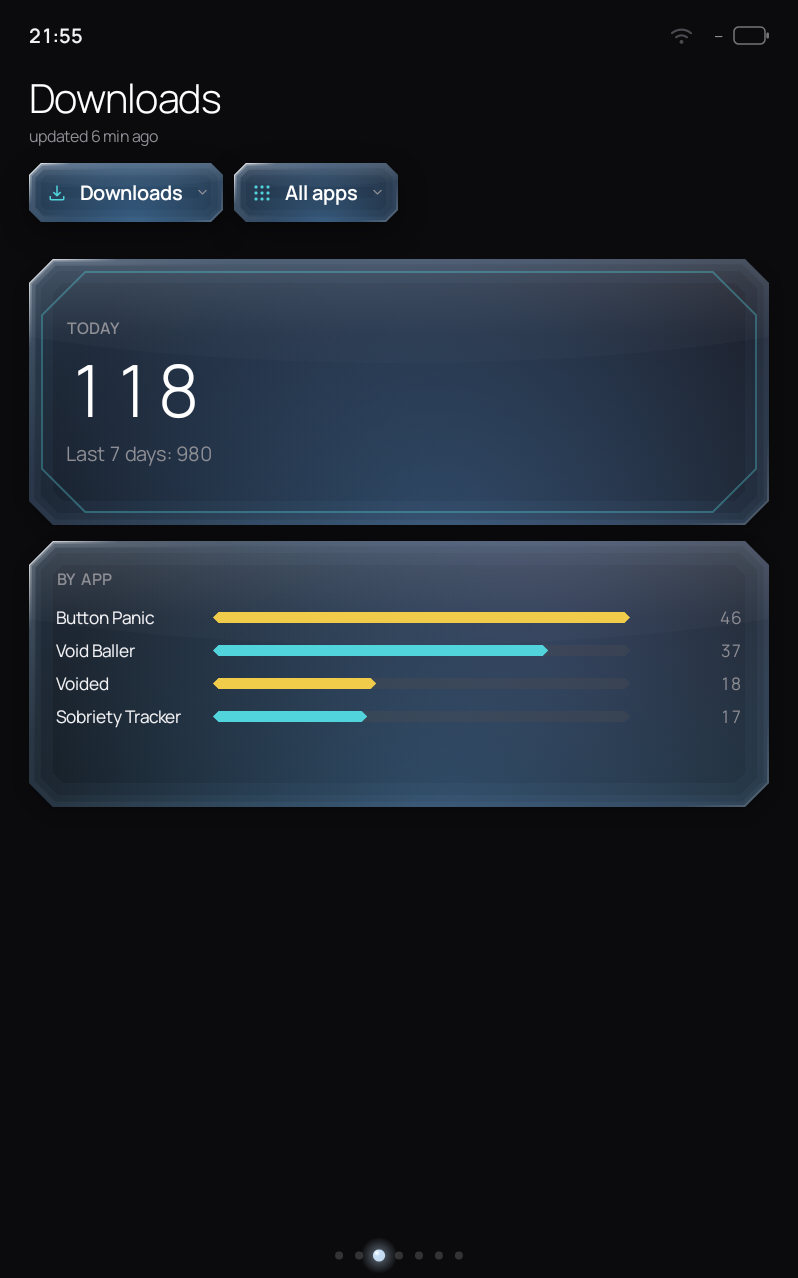 21:55
–
Downloads
updated 6 min ago
Downloads All apps
TODAY
118
Last 7 days: 980
BY APP
Button Panic 46
Void Baller 37
Voided 18
Sobriety Tracker 17